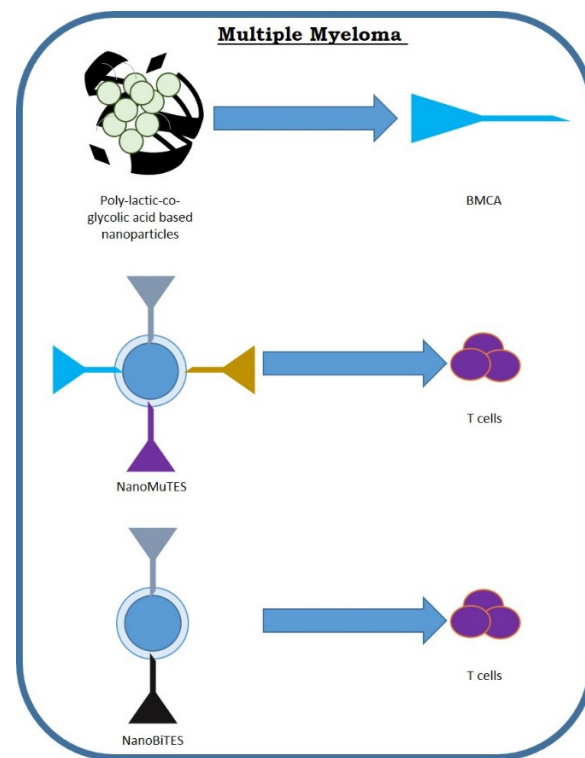 Multiple Myeloma
Poly-lactic-co-
glycolic acid based
nanoparticles
BMCA
T cells
NanoMuTES
T cells
NanoBiTES